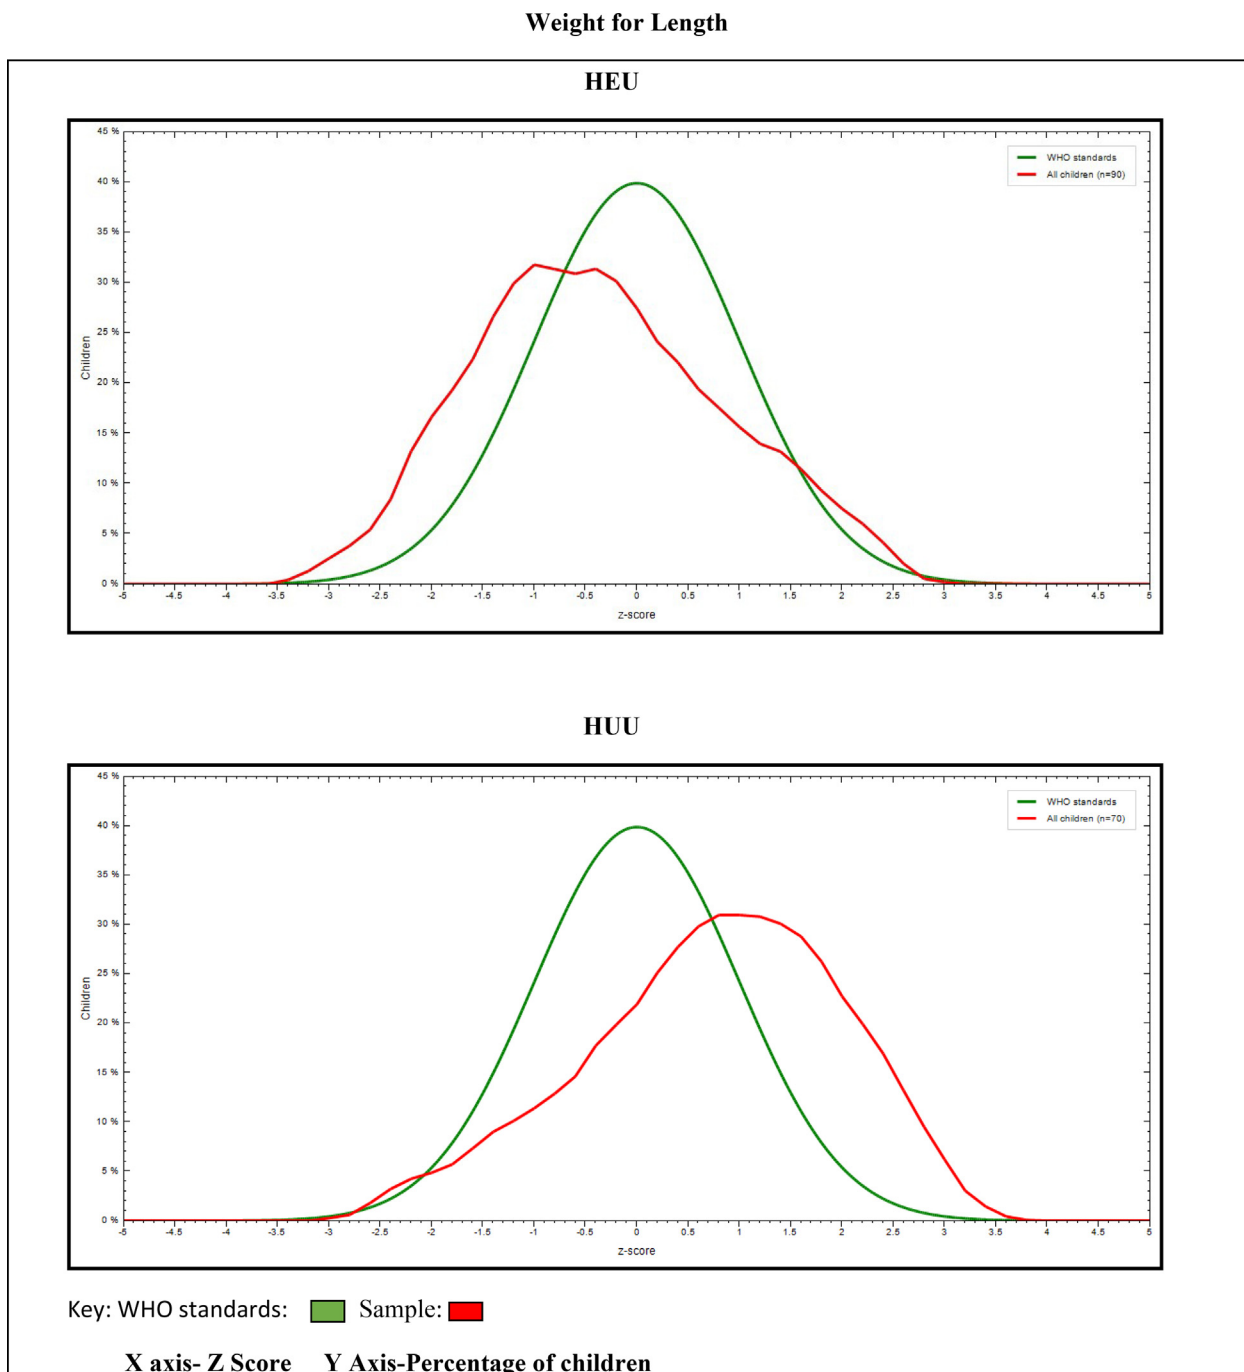 Weight for Length
HEU
45 %
40 %
35 %
30 %
25 %
20 %
15 %
10 %
5 %
0 %
Children
WHO standards
All children (n=90)
-5 -4.5 -4 -3.5 -3 -2.5 -2 -1.5 -1 -0.5 0 0.5 1 1.5 2 2.5 3 3.5 4 4.5 5
z-score
HUU
45 %
40 %
35 %
30 %
25 %
20 %
15 %
10 %
5 %
0 %
Children
WHO standards
All children (n=70)
-5 -4.5 -4 -3.5 -3 -2.5 -2 -1.5 -1 -0.5 0 0.5 1 1.5 2 2.5 3 3.5 4 4.5 5
z-score
Key: WHO standards: Sample:
X axis- Z Score Y Axis-Percentage of children